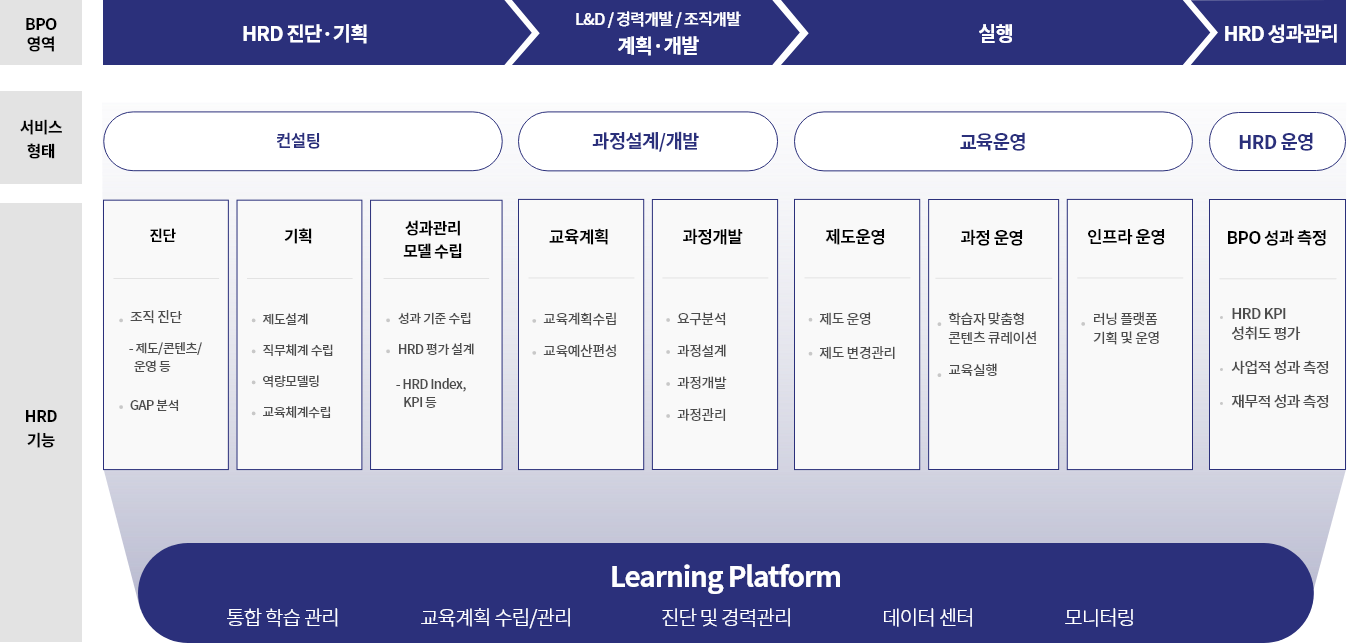 BPO
영역
HRD 진단·기획
L&D / 경력개발 / 조직개발
계획·개발
실행
HRD 성과관리
서비스
형태
컨설팅
과정설계/개발
교육운영
HRD 운영
HRD
기능
진단
조직 진단
- 제도/콘텐츠/
운영 등
GAP 분석
기획
제도설계
직무체계 수립
역량모델링
교육체계수립
성과관리
모델 수립
성과 기준 수립
HRD 평가 설계
- HRD Index,
KPI 등
교육계획
교육계획수립
교육예산편성
과정개발
요구분석
과정설계
과정개발
과정관리
제도운영
제도 운영
제도 변경관리
과정 운영
학습자 맞춤형
콘텐츠 큐레이션
교육실행
인프라 운영
러닝 플랫폼
기획 및 운영
BPO 성과 측정
HRD KPI
성취도 평가
사업적 성과 측정
재무적 성과 측정
Learning Platform
통합 학습 관리
교육계획 수립/관리
진단 및 경력관리
데이터 센터
모니터링